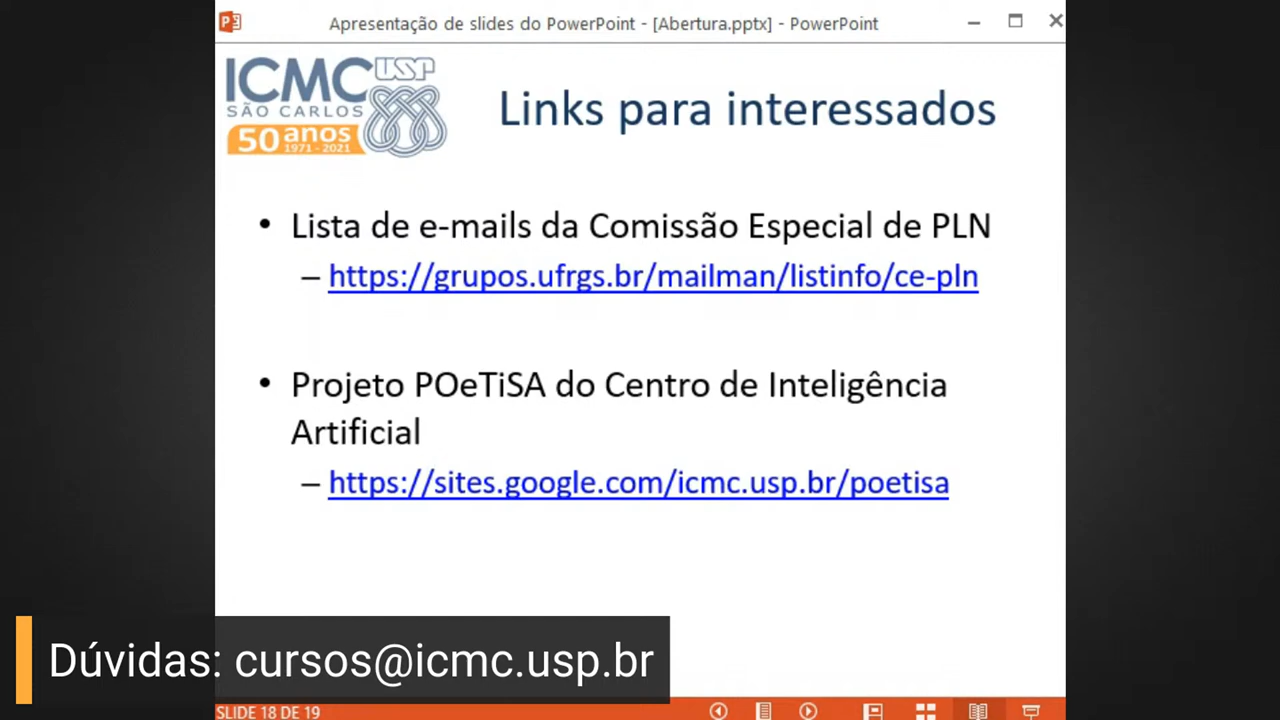 Apresentação de slides do PowerPoint - [Abertura.pptx] - PowerPoint
ICMC USP
SÃO CARLOS
50 anos
1971 - 2021
Links para interessados
• Lista de e-mails da Comissão Especial de PLN
– https://grupos.ufrgs.br/mailman/listinfo/ce-pln
• Projeto POeTiSA do Centro de Inteligência
Artificial
– https://sites.google.com/icmc.usp.br/poetisa
Dúvidas: cursos@icmc.usp.br
SLIDE 18 DE 19